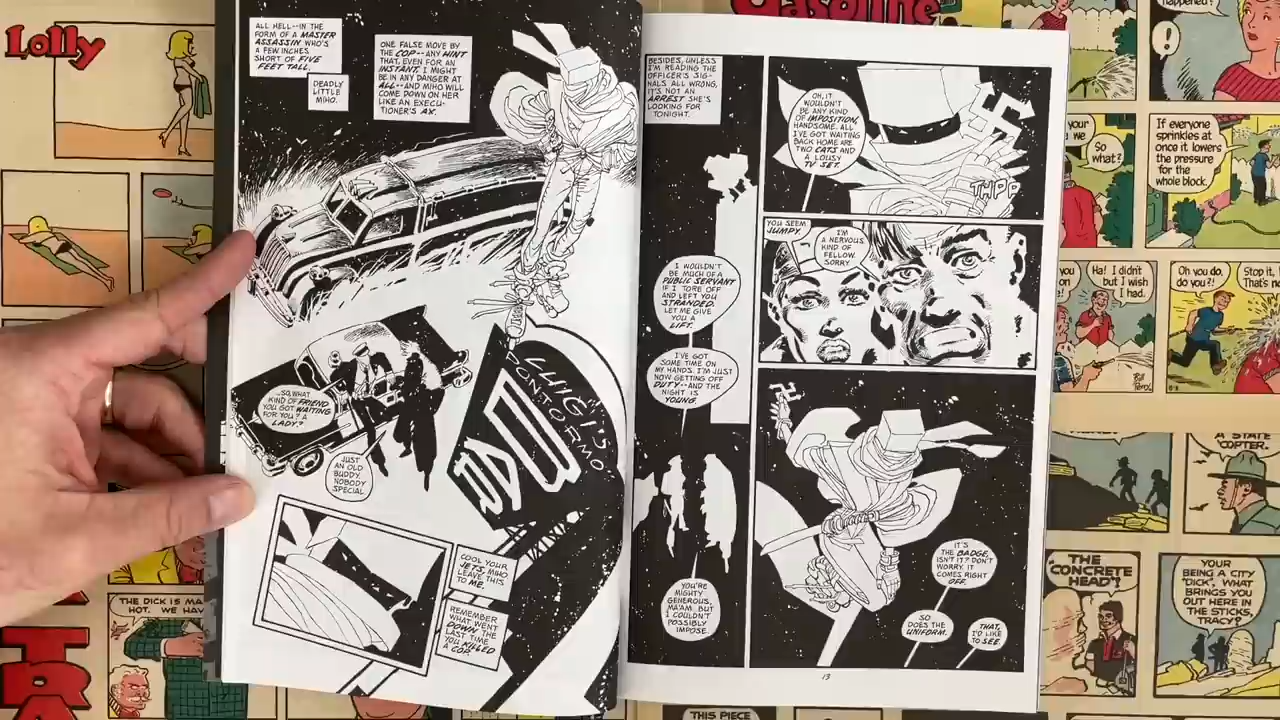 ALL HELL--IN THE
FORM OF A MASTER
ASSASSIN WHO'S
A FEW INCHES
SHORT OF FIVE
FEET TALL.
DEADLY
LITTLE
MIHO.
ONE FALSE MOVE BY
THE COP--ANY HINT
THAT, EVEN FOR AN
INSTANT, I MIGHT
BE IN ANY DANGER AT
ALL--AND MIHO WILL
COME DOWN ON HER
LIKE AN EXECU-
TIONER'S AX.
...SO, WHAT
KIND OF FRIEND
YOU GOT WAITING
FOR YOU? A
LADY?
JUST
AN OLD
BUDDY.
NOBODY
SPECIAL.
LUIGI'S
PONTORMO
COOL YOUR
JETS, MIHO.
LEAVE THIS
TO ME.
REMEMBER
WHAT WENT
DOWN THE
LAST TIME
YOU KILLED
A COP.
BESIDES, UNLESS
I'M READING THE
OFFICER'S SIG-
NALS ALL WRONG,
IT'S NOT AN
ARREST SHE'S
LOOKING FOR
TONIGHT.
I WOULDN'T
BE MUCH OF A
PUBLIC SERVANT
IF I TORE OFF
AND LEFT YOU
STRANDED.
LET ME GIVE
YOU A
LIFT.
I'VE GOT
SOME TIME ON
MY HANDS. I'M JUST
NOW GETTING OFF
DUTY--AND THE
NIGHT IS
YOUNG.
YOU'RE
MIGHTY
GENEROUS,
MA'AM. BUT
I COULDN'T
POSSIBLY
IMPOSE.
OH, IT
WOULDN'T
BE ANY KIND
OF IMPOSITION,
HANDSOME. ALL
I'VE GOT WAITING
BACK HOME ARE
TWO CATS AND
A LOUSY
TV SET.
THPP
YOU SEEM
JUMPY.
I'M
A NERVOUS
KIND OF
FELLOW.
SORRY.
IT'S
THE BADGE,
ISN'T IT? DON'T
WORRY. IT
COMES RIGHT
OFF.
SO
DOES THE
UNIFORM.
THAT,
I'D LIKE
TO SEE.
13
Lolly
Gasoline
happened?
!
your
we
So
what?
If everyone
sprinkles at
once it lowers
the pressure
for the
whole block.
you
Ha! I didn't
but I wish
I had.
Oh you do,
do you?!
Stop it,
That's
A STATE
'COPTER.
"THE
CONCRETE
HEAD"!
YOUR
BEING A CITY
"DICK," WHAT
BRINGS YOU
OUT HERE IN
THE STICKS,
TRACY?
THE DICK IS
HOT. WE
TRA
THIS PIECE